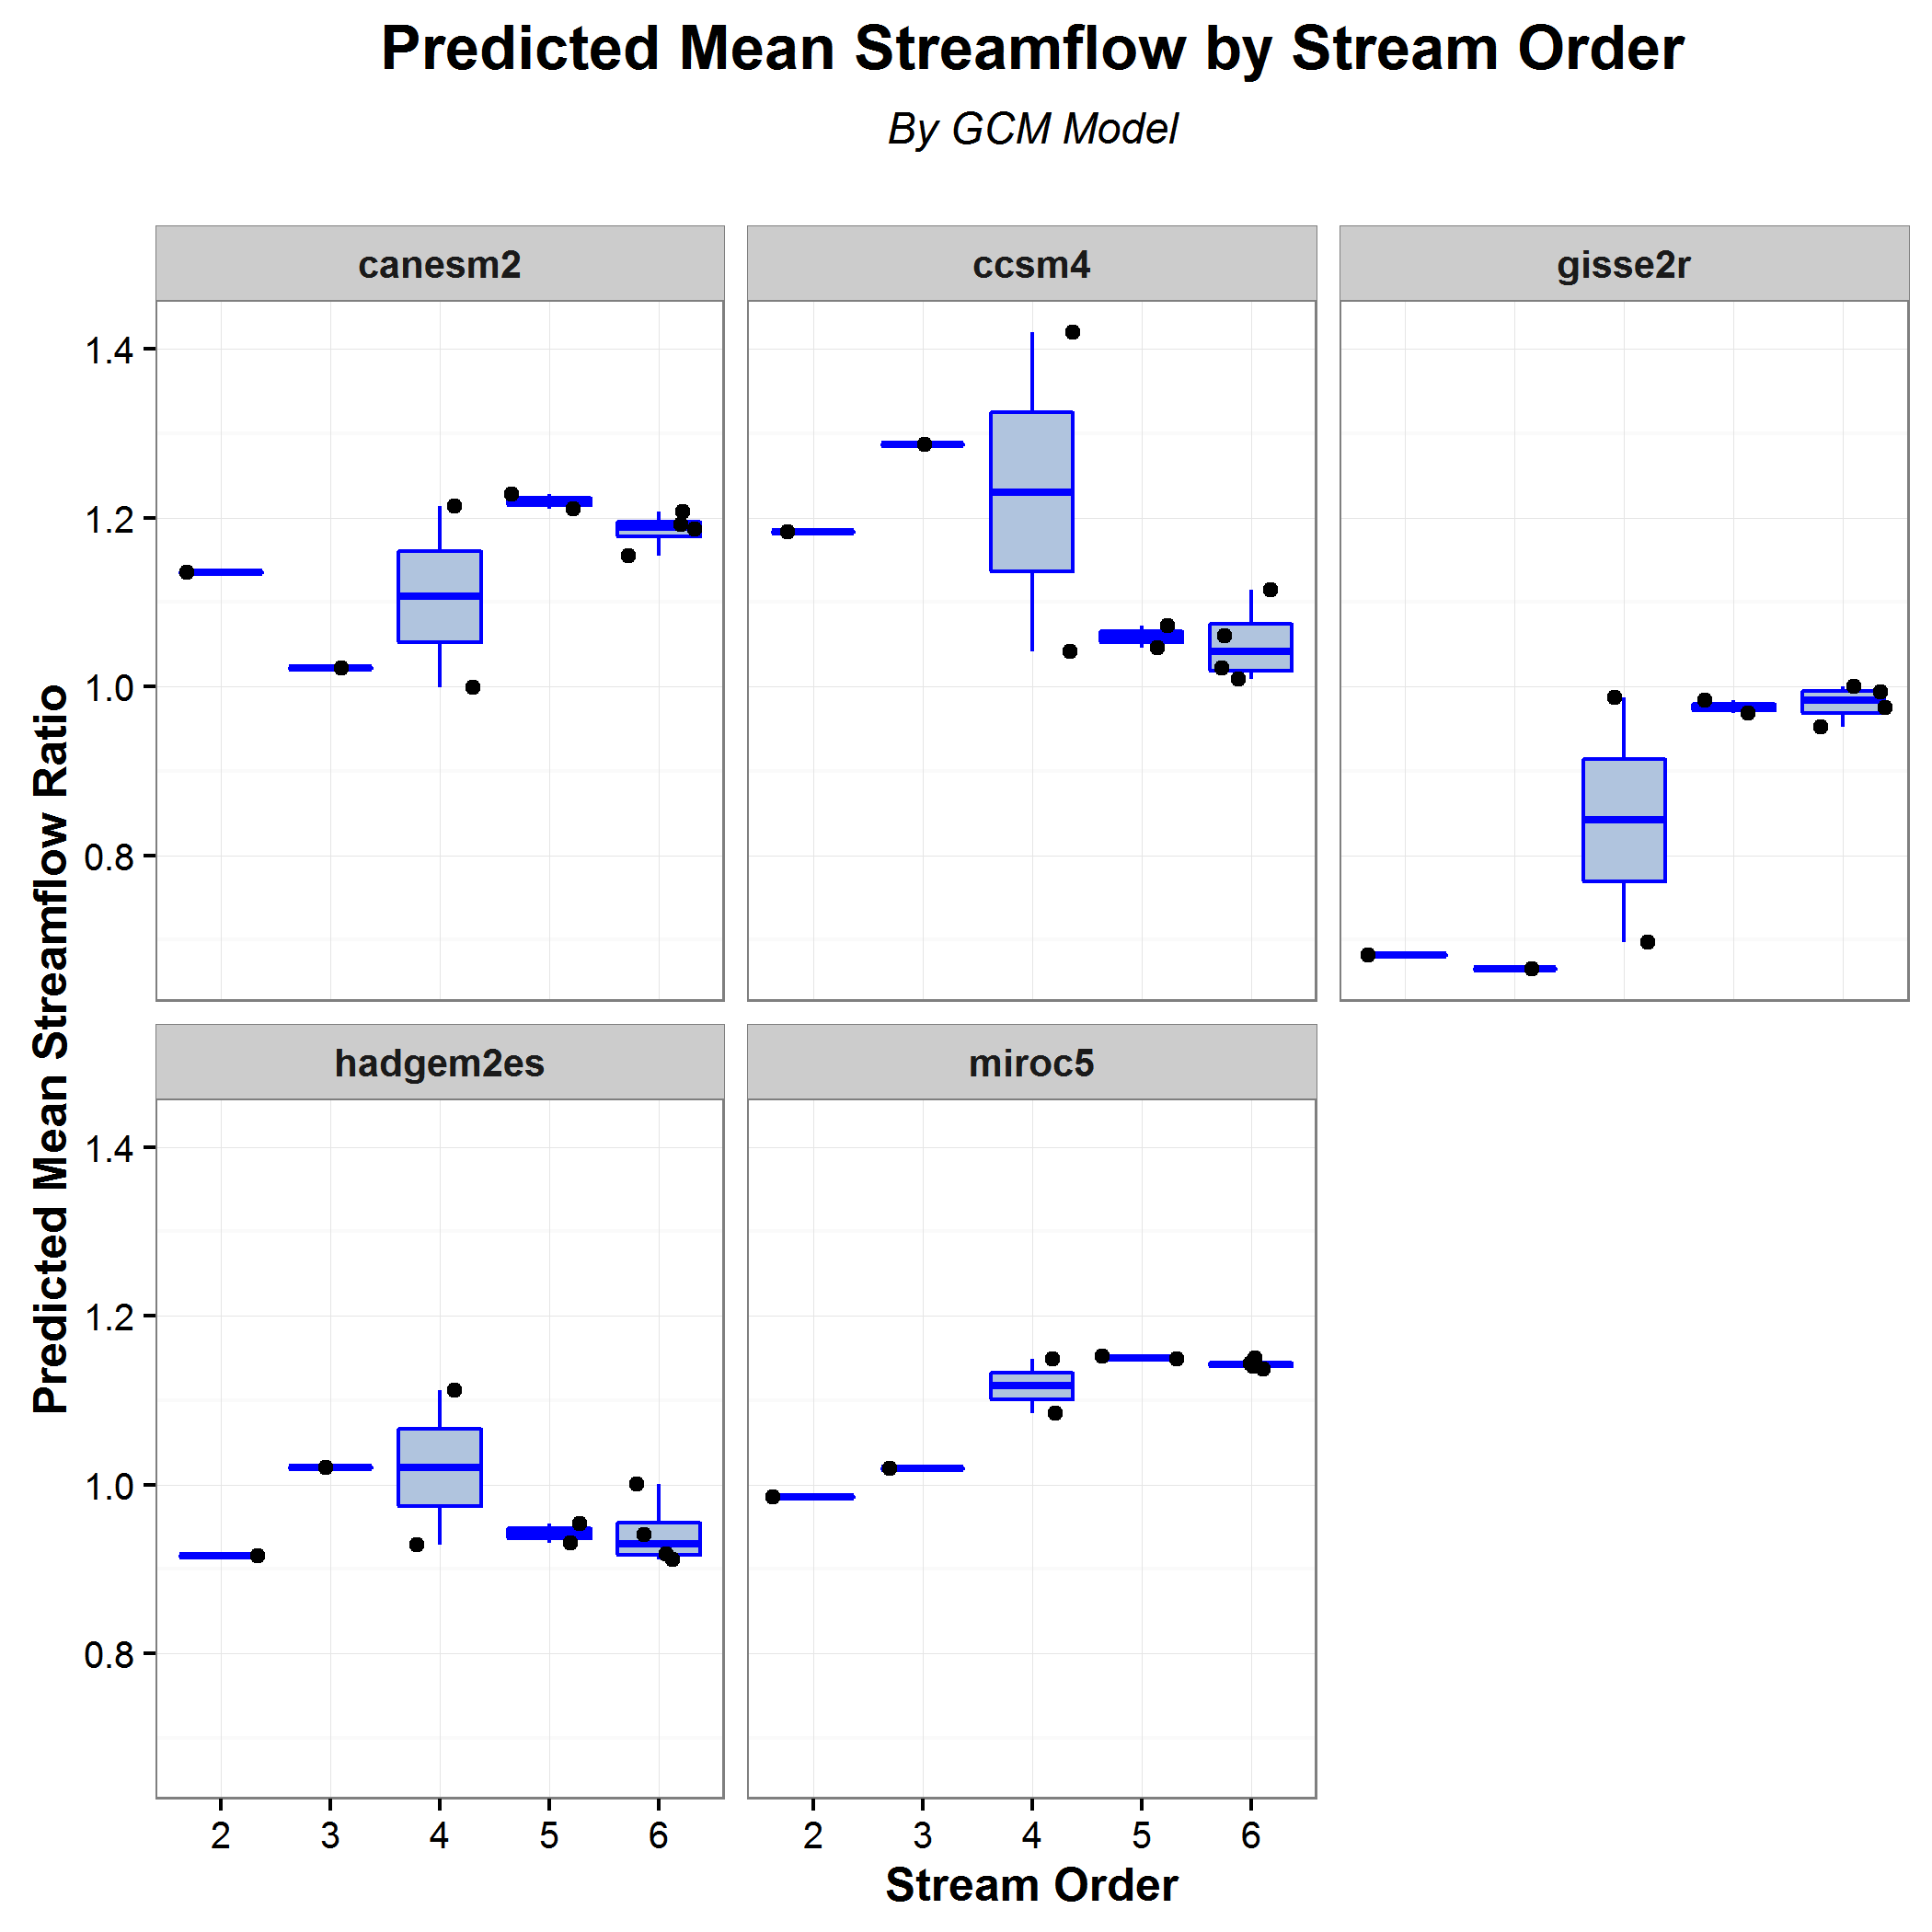 Predicted Mean Streamflow by Stream Order
By GCM Model
canesm2
ccsm4
gisse2r
1.4
1.2
1.0
0.8
Predicted Mean Streamflow Ratio
hadgem2es
miroc5
1.4
1.2
1.0
0.8
2 3 4 5 6
2 3 4 5 6
Stream Order